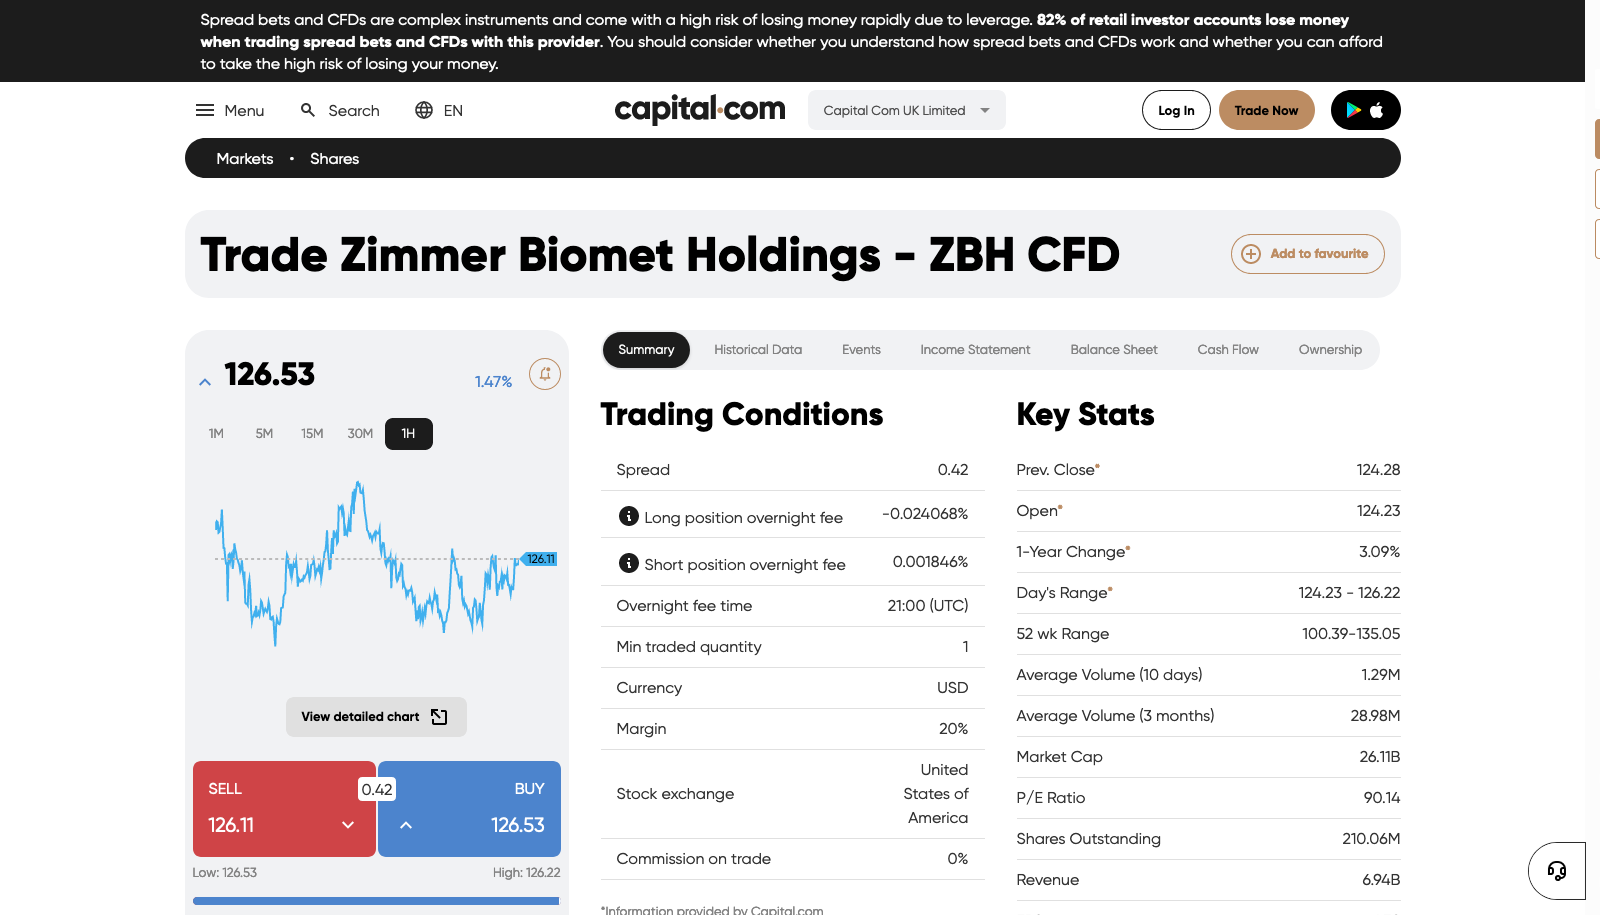 Spread bets and CFDs are complex instruments and come with a high risk of losing money rapidly due to leverage. 82% of retail investor accounts lose money
when trading spread bets and CFDs with this provider. You should consider whether you understand how spread bets and CFDs work and whether you can afford
to take the high risk of losing your money.
Menu Search EN capital.com Capital Com UK Limited Log In Trade Now
Markets • Shares
Trade Zimmer Biomet Holdings - ZBH CFD Add to favourite
126.53 1.47%
1M 5M 15M 30M 1H
126.11
View detailed chart
SELL 0.42 BUY
126.11 126.53
Low: 126.53 High: 126.22
Summary Historical Data Events Income Statement Balance Sheet Cash Flow Ownership
Trading Conditions
Spread 0.42
Long position overnight fee -0.024068%
Short position overnight fee 0.001846%
Overnight fee time 21:00 (UTC)
Min traded quantity 1
Currency USD
Margin 20%
Stock exchange United
States of
America
Commission on trade 0%
*Information provided by Capital.com
Key Stats
Prev. Close* 124.28
Open* 124.23
1-Year Change* 3.09%
Day's Range* 124.23 - 126.22
52 wk Range 100.39-135.05
Average Volume (10 days) 1.29M
Average Volume (3 months) 28.98M
Market Cap 26.11B
P/E Ratio 90.14
Shares Outstanding 210.06M
Revenue 6.94B